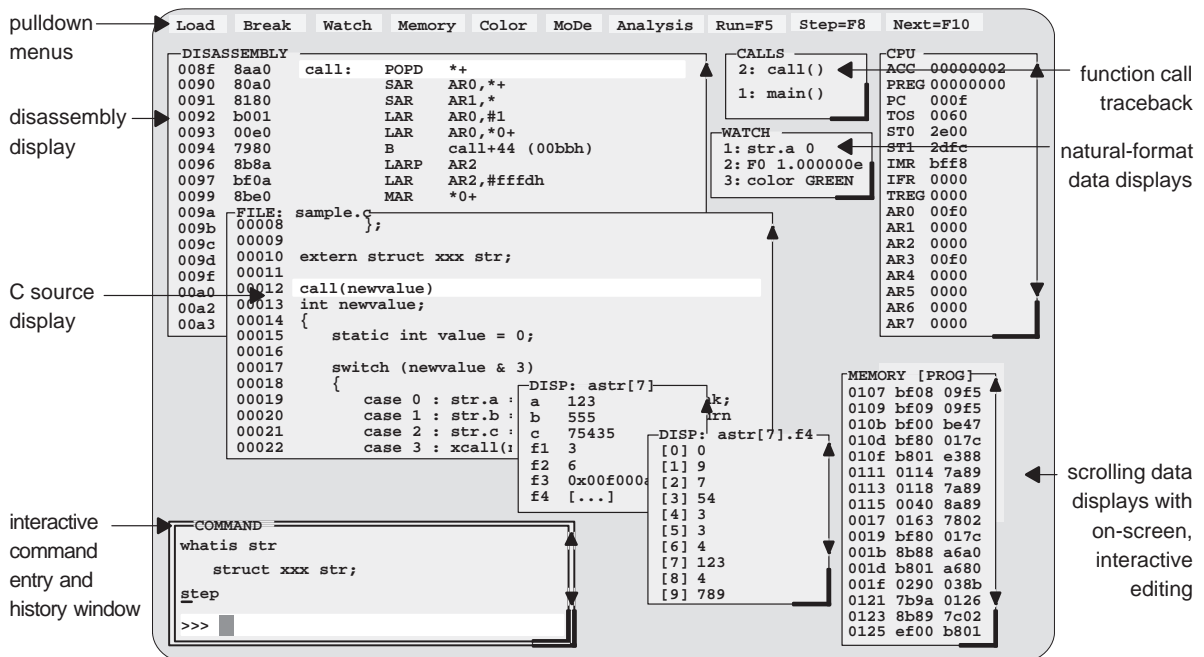 pulldown
menus
Load Break Watch Memory Color MoDe Analysis Run=F5 Step=F8 Next=F10
disassembly
display
DISASSEMBLY
008f 8aa0 call: POPD *+
0090 80a0 SAR AR0,*+
0091 8180 SAR AR1,*
0092 b001 LAR AR0,#1
0093 00e0 LAR AR0,*0+
0094 7980 B call+44 (00bbh)
0096 8b8a LARP AR2
0097 bf0a LAR AR2,#fffdh
0099 8be0 MAR *0+
009a
009b
009c
009d
009f
00a0
00a2
00a3
C source
display
FILE: sample.c
00008 };
00009
00010 extern struct xxx str;
00011
00012 call(newvalue)
00013 int newvalue;
00014 {
00015 static int value = 0;
00016
00017 switch (newvalue & 3)
00018 {
00019 case 0 : str.a = k;
00020 case 1 : str.b = rn
00021 case 2 : str.c =
00022 case 3 : xcall(
CALLS
2: call()
1: main()
function call
traceback
WATCH
1: str.a 0
2: F0 1.000000e
3: color GREEN
natural-format
data displays
CPU
ACC 00000002
PREG 00000000
PC 000f
TOS 0060
ST0 2e00
ST1 2dfc
IMR bff8
IFR 0000
TREG 0000
AR0 00f0
AR1 0000
AR2 0000
AR3 00f0
AR4 0000
AR5 0000
AR6 0000
AR7 0000
DISP: astr[7]
a 123
b 555
c 75435
f1 3
f2 6
f3 0x00f000a
f4 [...]
DISP: astr[7].f4
[0] 0
[1] 9
[2] 7
[3] 54
[4] 3
[5] 3
[6] 4
[7] 123
[8] 4
[9] 789
MEMORY [PROG]
0107 bf08 09f5
0109 bf09 09f5
010b bf00 be47
010d bf80 017c
010f b801 e388
0111 0114 7a89
0113 0118 7a89
0115 0040 8a89
0017 0163 7802
0019 bf80 017c
001b 8b88 a6a0
001d b801 a680
001f 0290 038b
0121 7b9a 0126
0123 8b89 7c02
0125 ef00 b801
scrolling data
displays with
on-screen,
interactive
editing
interactive
command
entry and
history window
COMMAND
whatis str
struct xxx str;
step
>>>